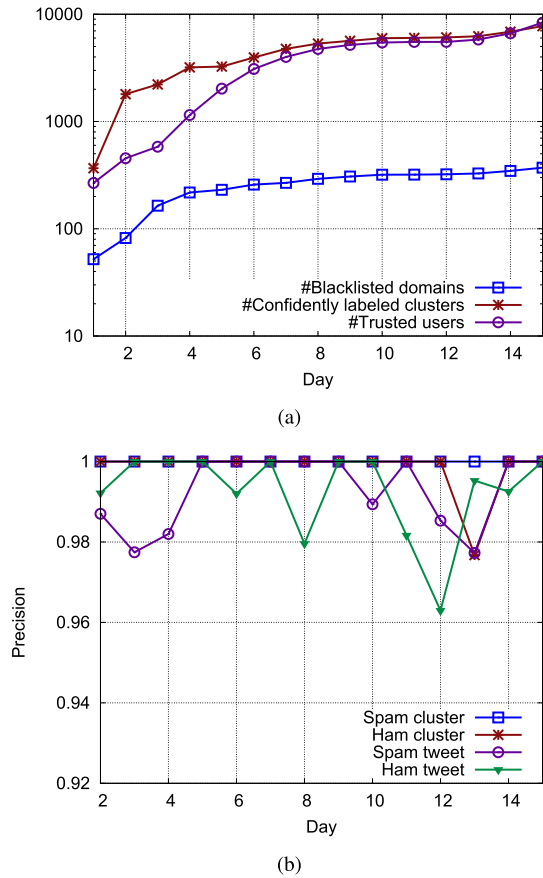 10000
1000
100
10
2
4
6
8
10
12
14
#Blacklisted domains
#Confidently labeled clusters
#Trusted users
Day
(a)
1
0.98
0.96
0.94
0.92
Precision
2
4
6
8
10
12
14
Spam cluster
Ham cluster
Spam tweet
Ham tweet
Day
(b)